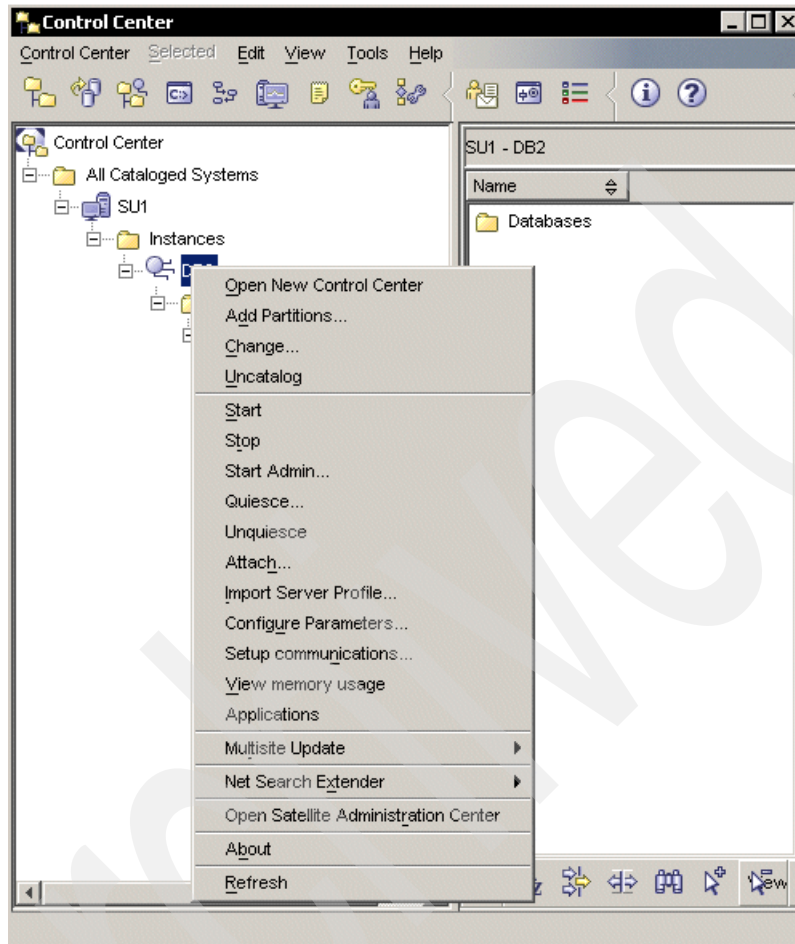 Control Center
Control Center Selected Edit View Tools Help
Control Center
All Cataloged Systems
SU1
Instances
SU1 - DB2
Name
Databases
Open New Control Center
Add Partitions...
Change...
Uncatalog
Start
Stop
Start Admin...
Quiesce...
Unquiesce
Attach...
Import Server Profile...
Configure Parameters...
Setup communications...
View memory usage
Applications
Multisite Update
Net Search Extender
Open Satellite Administration Center
About
Refresh
View